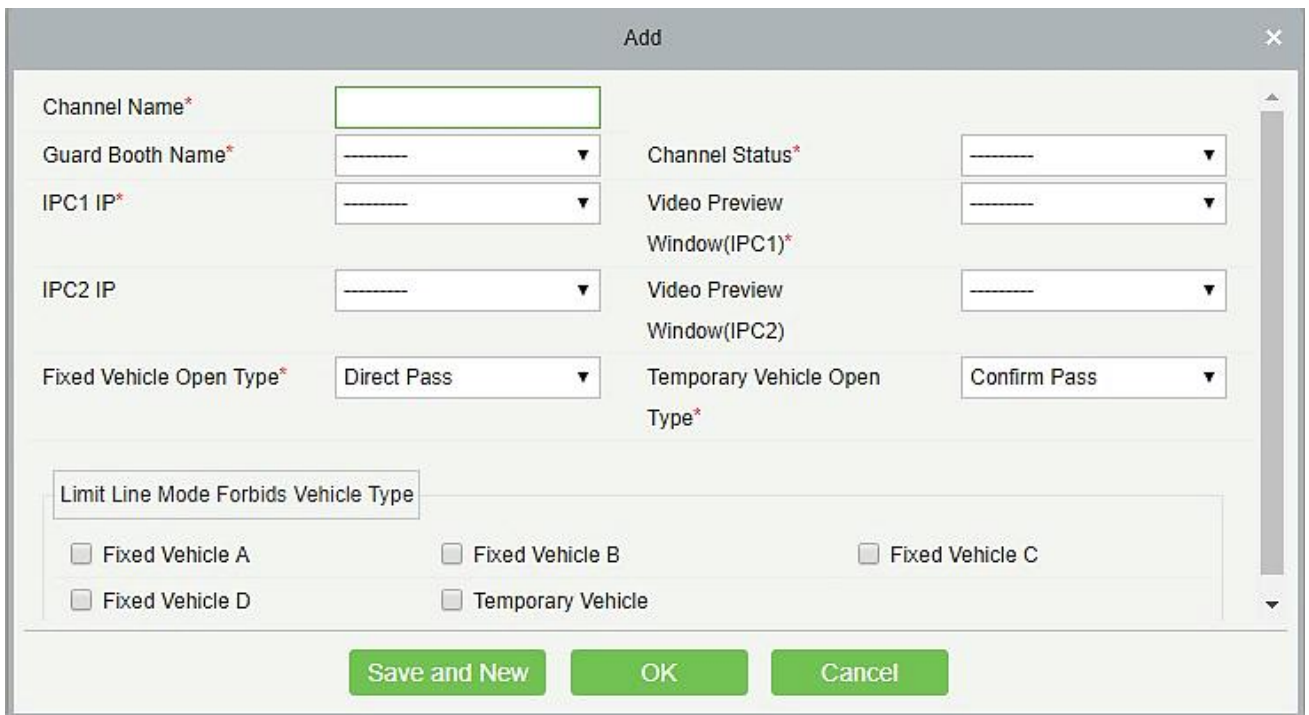 Add
Channel Name*
Guard Booth Name* --------- Channel Status* ---------
IPC1 IP* --------- Video Preview ---------
Window(IPC1)*
IPC2 IP --------- Video Preview ---------
Window(IPC2)
Fixed Vehicle Open Type* Direct Pass Temporary Vehicle Open Confirm Pass
Type*
Limit Line Mode Forbids Vehicle Type
Fixed Vehicle A Fixed Vehicle B Fixed Vehicle C
Fixed Vehicle D Temporary Vehicle
Save and New OK Cancel